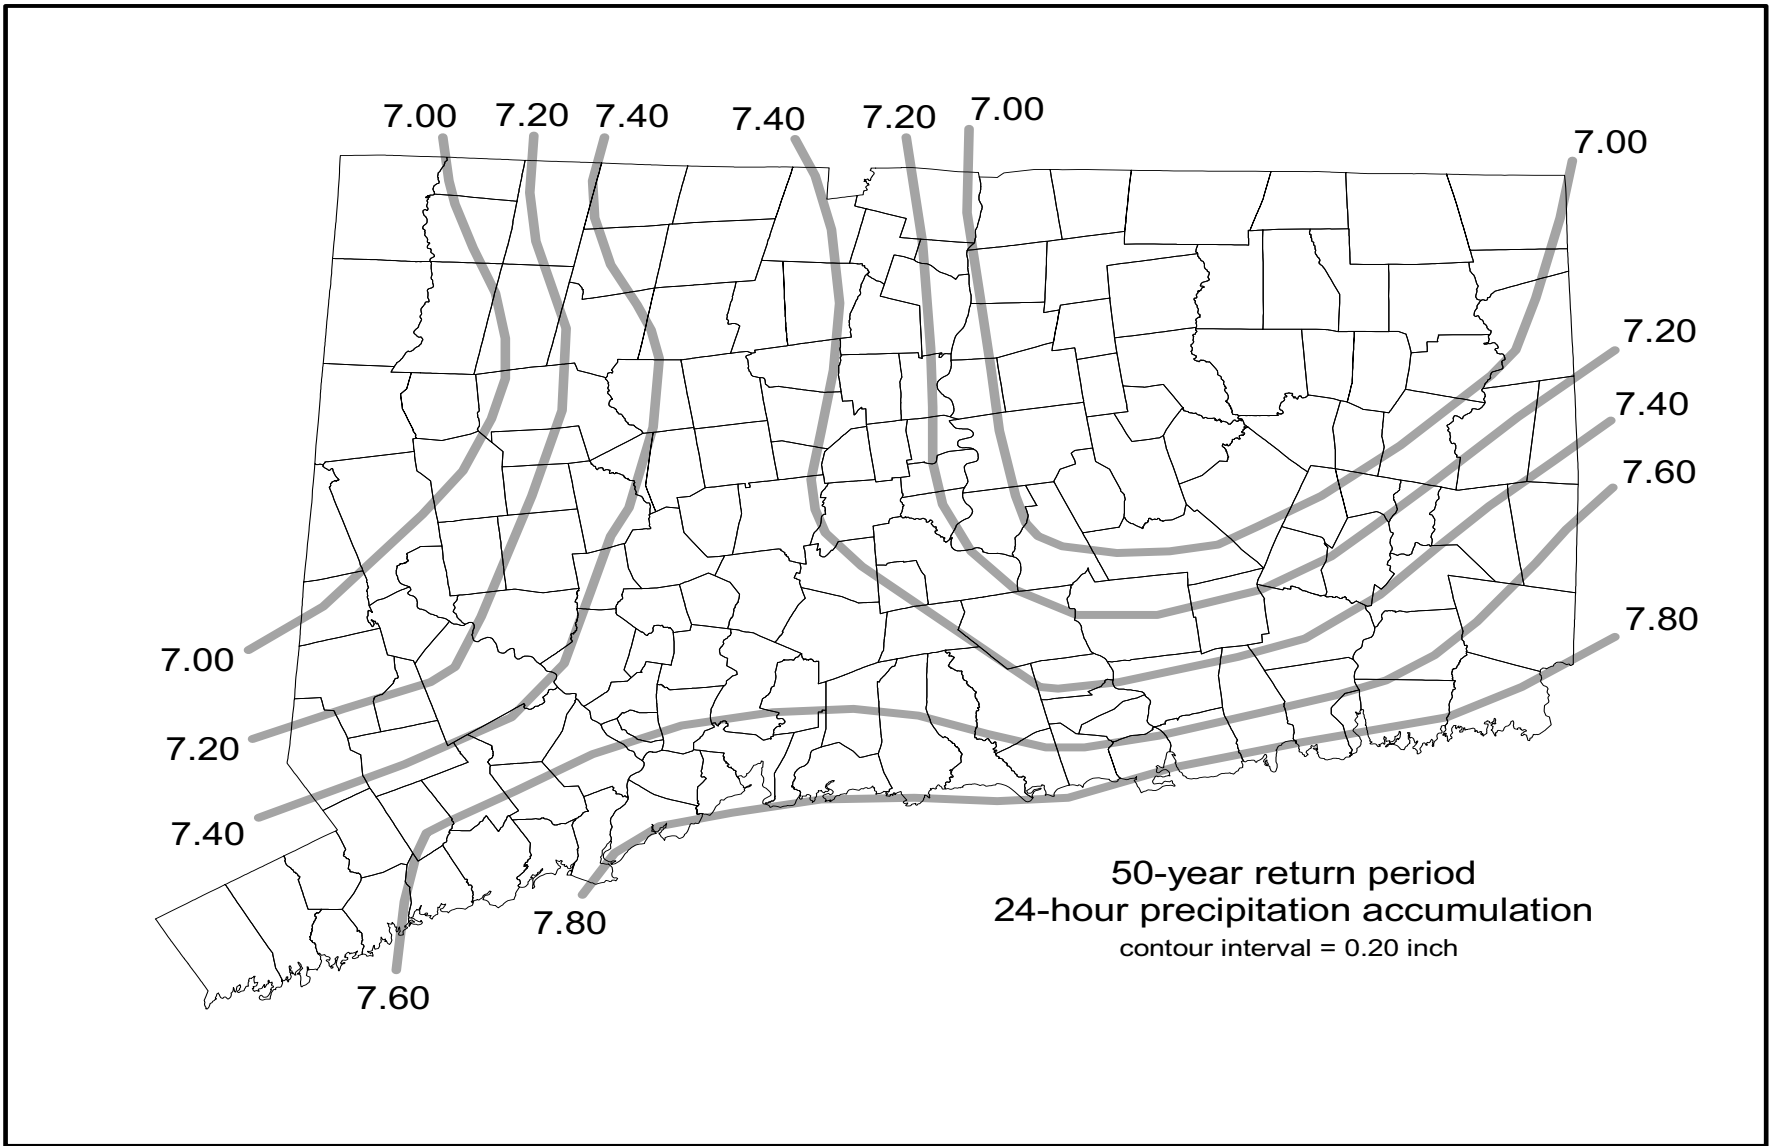 7.00 7.20 7.40 7.40 7.20 7.00
7.00
7.20
7.40
7.60
7.80
7.00
7.20
7.40
7.80
7.60
50-year return period
24-hour precipitation accumulation
contour interval = 0.20 inch